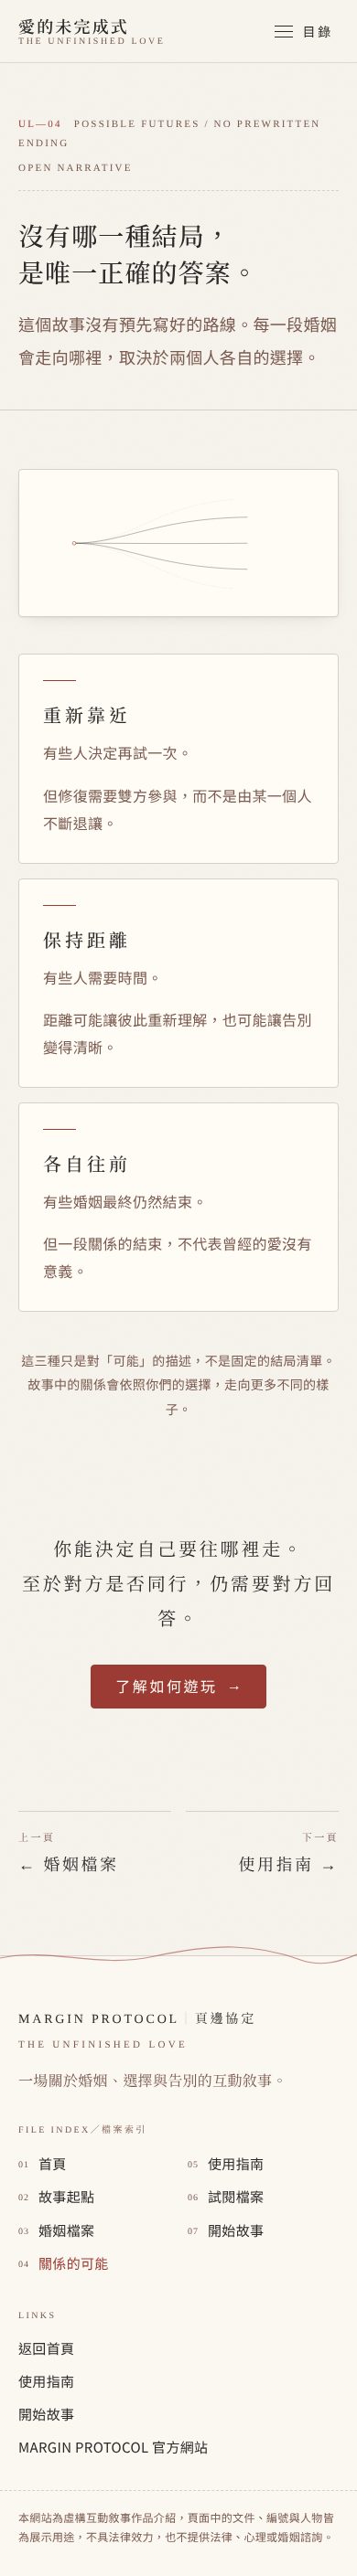 愛的未完成式
THE UNFINISHED LOVE
目錄
UL—04 POSSIBLE FUTURES / NO PREWRITTEN
ENDING
OPEN NARRATIVE
沒有哪一種結局，
是唯一正確的答案。
這個故事沒有預先寫好的路線。每一段婚姻
會走向哪裡，取決於兩個人各自的選擇。
重新靠近
有些人決定再試一次。
但修復需要雙方參與，而不是由某一個人
不斷退讓。
保持距離
有些人需要時間。
距離可能讓彼此重新理解，也可能讓告別
變得清晰。
各自往前
有些婚姻最終仍然結束。
但一段關係的結束，不代表曾經的愛沒有
意義。
這三種只是對「可能」的描述，不是固定的結局清單。
故事中的關係會依照你們的選擇，走向更多不同的樣
子。
你能決定自己要往哪裡走。
至於對方是否同行，仍需要對方回
答。
了解如何遊玩 →
上一頁
← 婚姻檔案
下一頁
使用指南 →
MARGIN PROTOCOL｜頁邊協定
THE UNFINISHED LOVE
一場關於婚姻、選擇與告別的互動敘事。
FILE INDEX／檔案索引
01 首頁
02 故事起點
03 婚姻檔案
04 關係的可能
05 使用指南
06 試閱檔案
07 開始故事
LINKS
返回首頁
使用指南
開始故事
MARGIN PROTOCOL 官方網站
本網站為虛構互動敘事作品介紹，頁面中的文件、編號與人物皆
為展示用途，不具法律效力，也不提供法律、心理或婚姻諮詢。